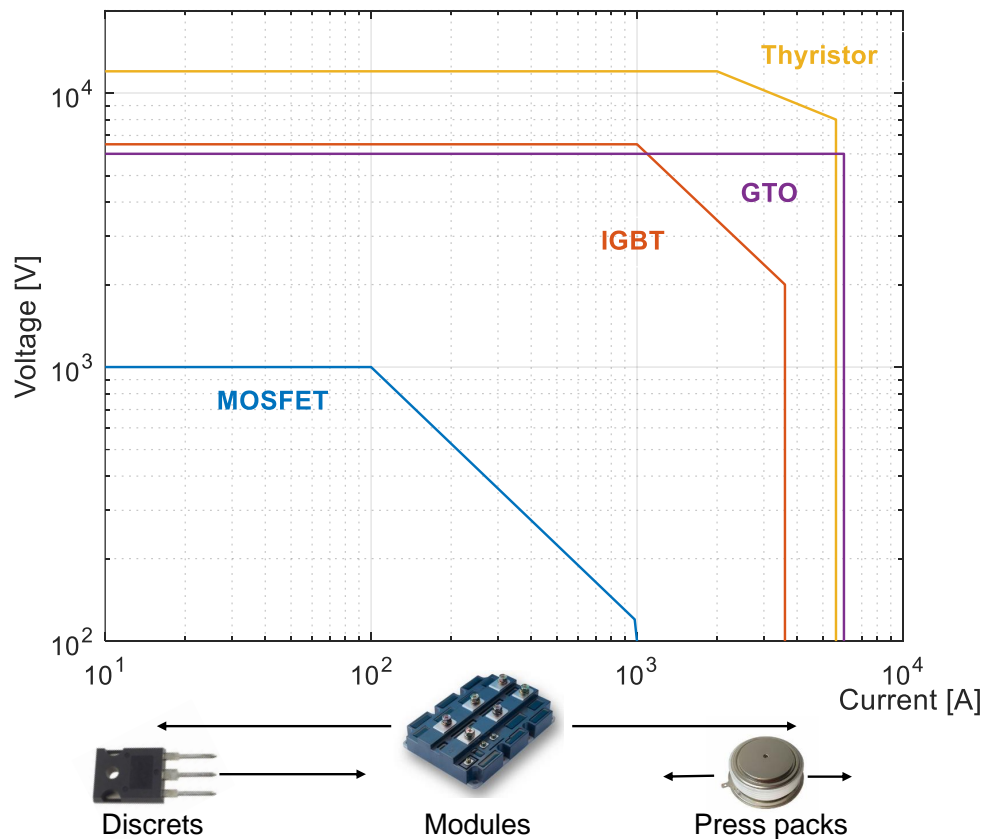 Thyristor
10^4
GTO
IGBT
Voltage [V]
10^3
MOSFET
10^2
10^1 10^2 10^3 10^4
Current [A]
Discrets Modules Press packs